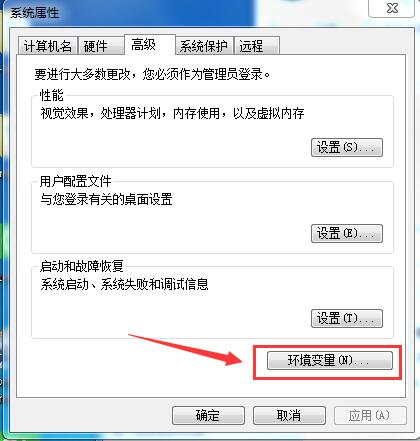 系统属性
计算机名 硬件 高级 系统保护 远程
要进行大多数更改，您必须作为管理员登录。
性能
视觉效果，处理器计划，内存使用，以及虚拟内存
设置(S)...
用户配置文件
与您登录有关的桌面设置
设置(E)...
启动和故障恢复
系统启动、系统失败和调试信息
设置(T)...
环境变量(N)...
确定 取消 应用(A)